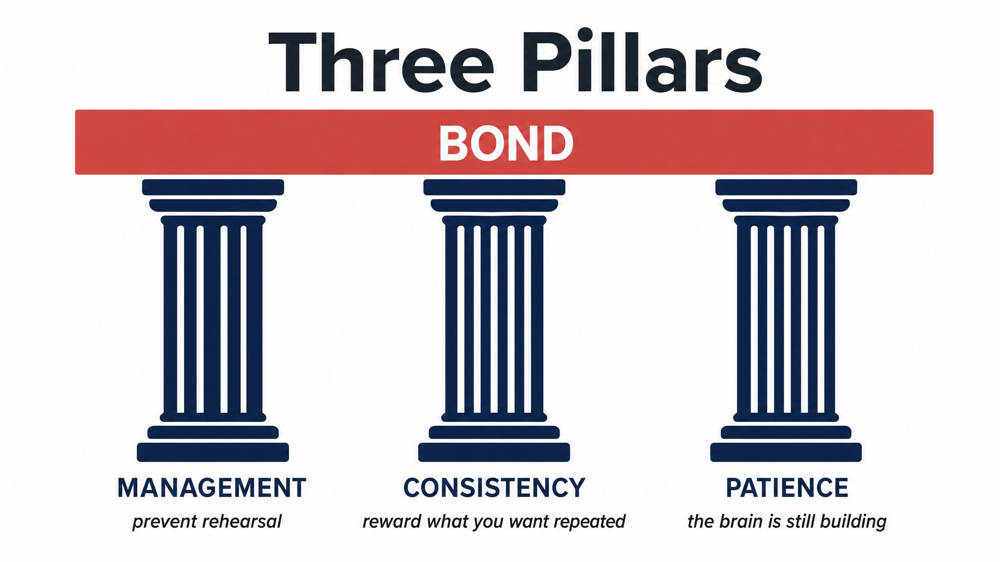 Three Pillars
BOND
MANAGEMENT
prevent rehearsal
CONSISTENCY
reward what you want repeated
PATIENCE
the brain is still building